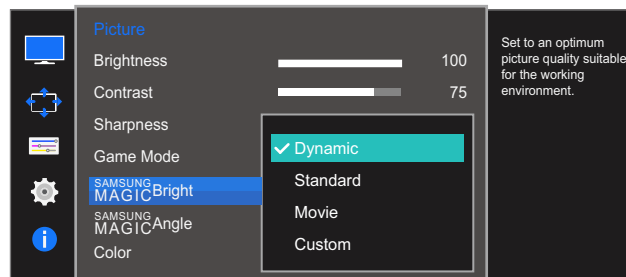 Picture
Brightness 100
Contrast 75
Sharpness
Game Mode
SAMSUNG
MAGICBright
SAMSUNG
MAGICAngle
Color
Dynamic
Standard
Movie
Custom
Set to an optimum
picture quality suitable
for the working
environment.